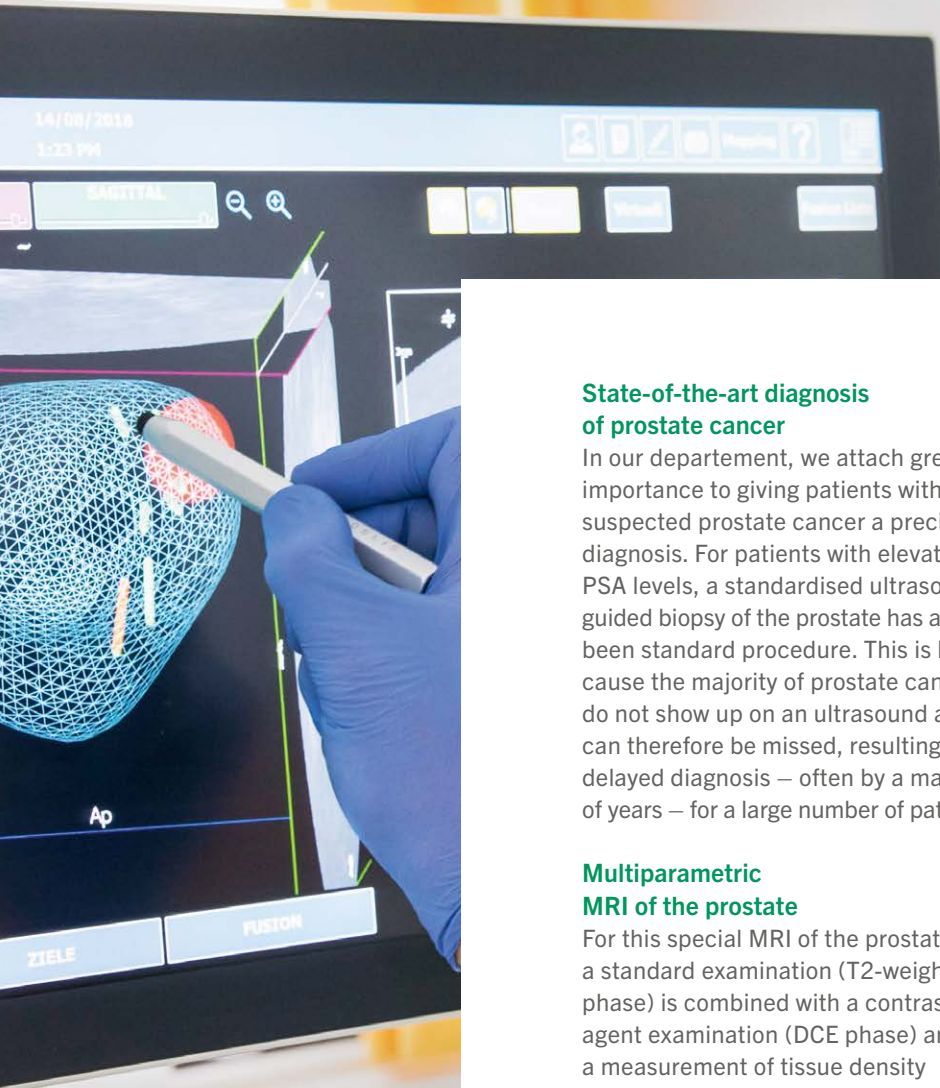 14/08/2018
1:23 PM
Mapping
?
SAGITTAL
Virtual
Ap
ZIELE
FUSION
State-of-the-art diagnosis
of prostate cancer
In our departement, we attach gre
importance to giving patients with
suspected prostate cancer a preci
diagnosis. For patients with elevat
PSA levels, a standardised ultraso
guided biopsy of the prostate has a
been standard procedure. This is
cause the majority of prostate can
do not show up on an ultrasound a
can therefore be missed, resulting
delayed diagnosis – often by a ma
of years – for a large number of pat
Multiparametric
MRI of the prostate
For this special MRI of the prostat
a standard examination (T2-weigh
phase) is combined with a contras
agent examination (DCE phase) a
a measurement of tissue density